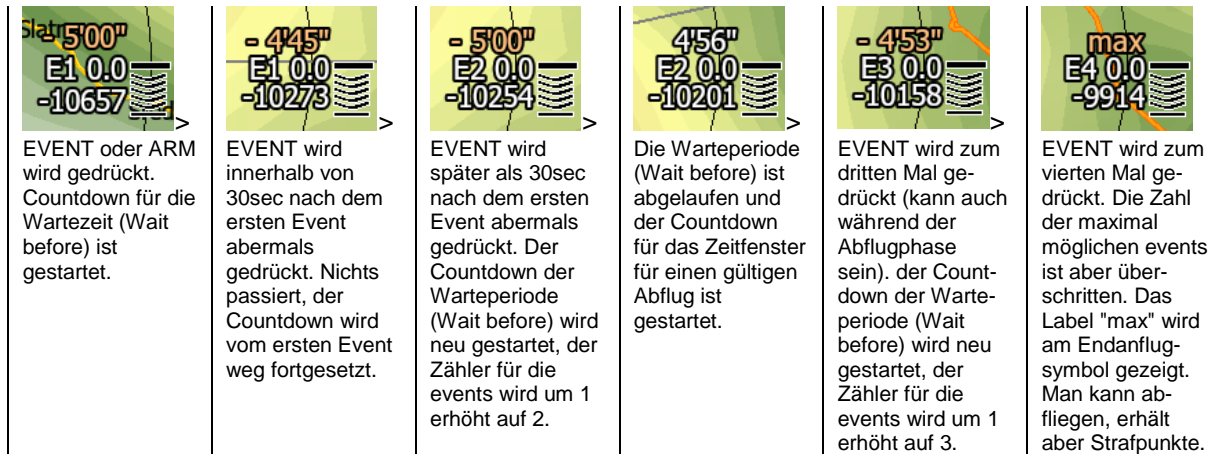 Slatn
- 5'00"
E1 0.0
-10657
>
EVENT oder ARM
wird gedrückt.
Countdown für die
Wartezeit (Wait
before) ist
gestartet.
- 4'45"
E1 0.0
-10273
>
EVENT wird
innerhalb von
30sec nach dem
ersten Event
abermals
gedrückt. Nichts
passiert, der
Countdown wird
vom ersten Event
weg fortgesetzt.
- 5'00"
E2 0.0
-10254
>
EVENT wird
später als 30sec
nach dem ersten
Event abermals
gedrückt. Der
Countdown der
Warteperiode
(Wait before) wird
neu gestartet, der
Zähler für die
events wird um 1
erhöht auf 2.
4'56"
E2 0.0
-10201
>
Die Warteperiode
(Wait before) ist
abgelaufen und
der Countdown
für das Zeitfenster
für einen gültigen
Abflug ist
gestartet.
- 4'53"
E3 0.0
-10158
>
EVENT wird zum
dritten Mal ge-
drückt (kann auch
während der
Abflugphase
sein). der Count-
down der Warte-
periode (Wait
before) wird neu
gestartet, der
Zähler für die
events wird um 1
erhöht auf 3.
max
E4 0.0
-9914
EVENT wird zum
vierten Mal ge-
drückt. Die Zahl
der maximal
möglichen events
ist aber über-
schritten. Das
Label "max" wird
am Endanflug-
symbol gezeigt.
Man kann ab-
fliegen, erhält
aber Strafpunkte.